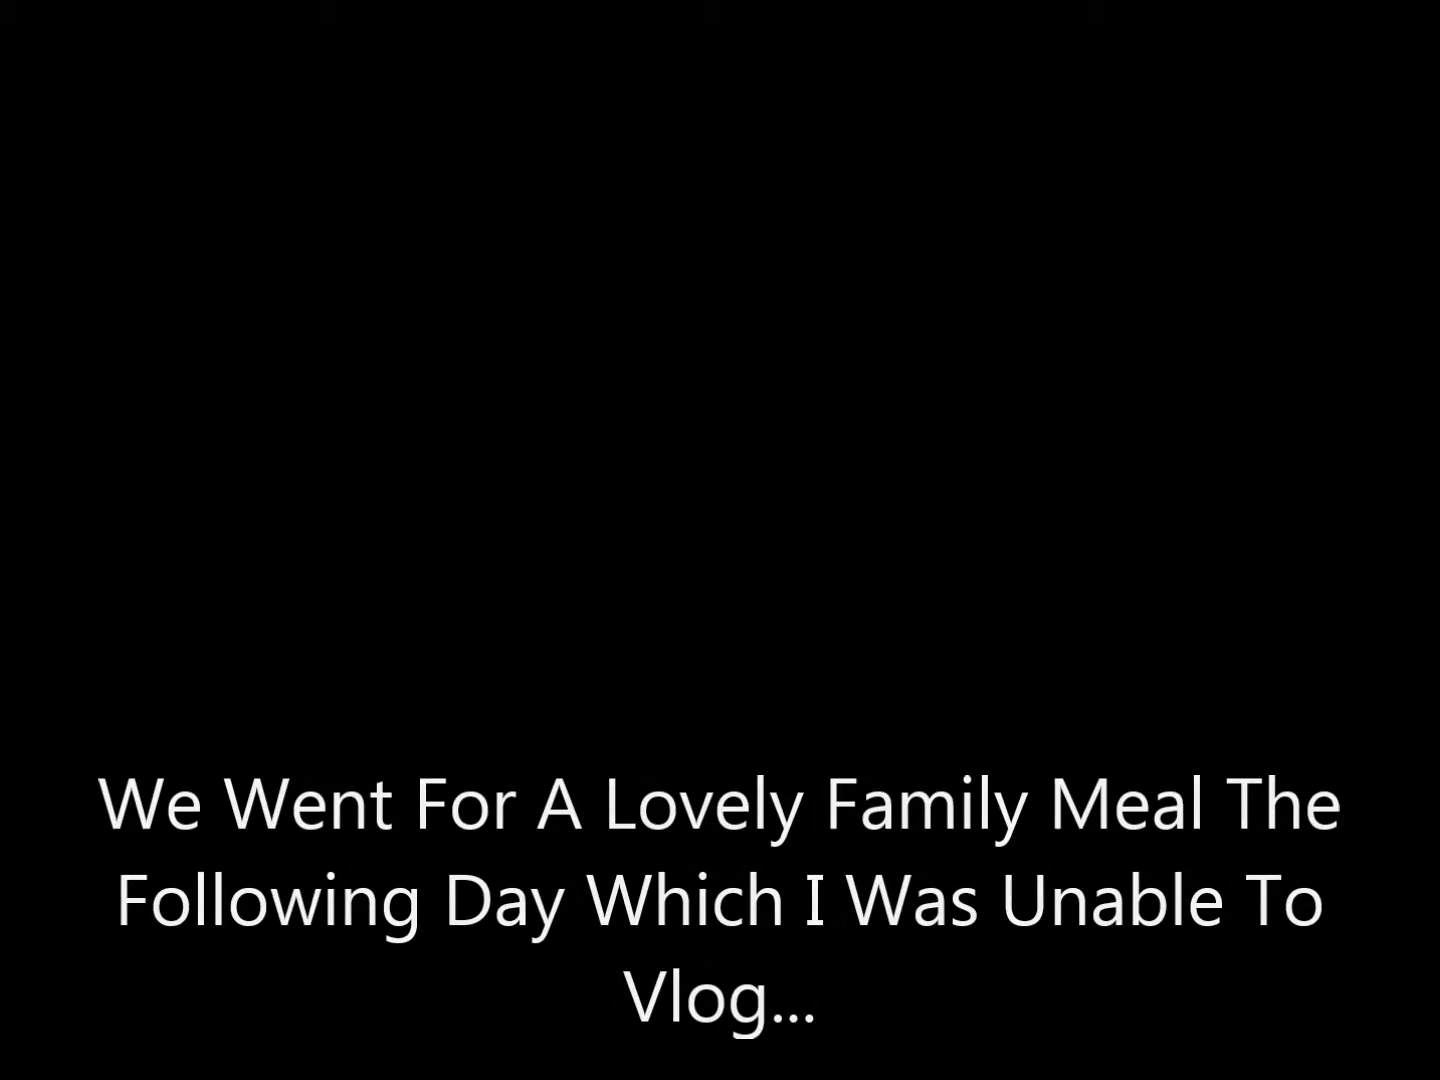 We Went For A Lovely Family Meal The
Following Day Which I Was Unable To
Vlog...